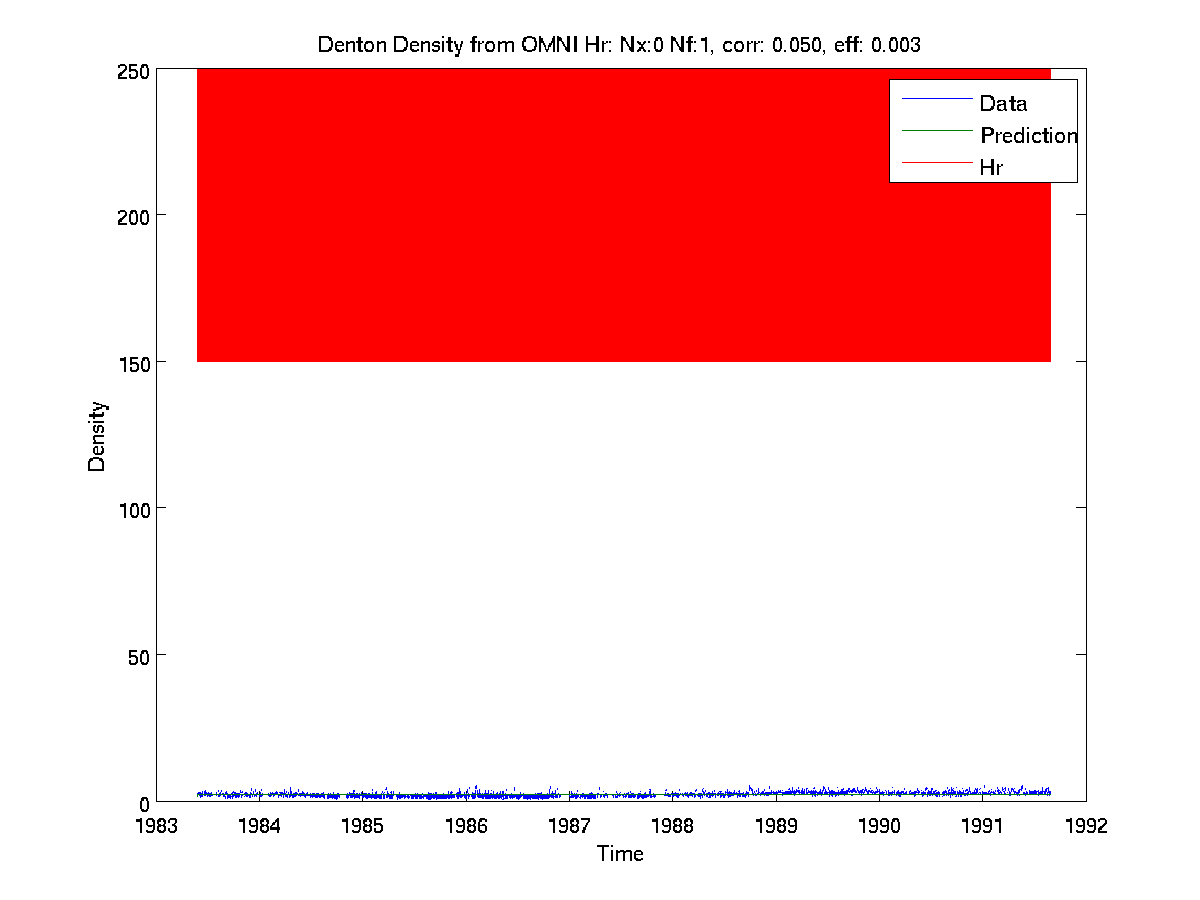 Denton Density from OMNI Hr: Nx:0 Nf:1, corr: 0.050, eff: 0.003
250
200
150
100
50
0
Density
Data
Prediction
Hr
1983 1984 1985 1986 1987 1988 1989 1990 1991 1992
Time